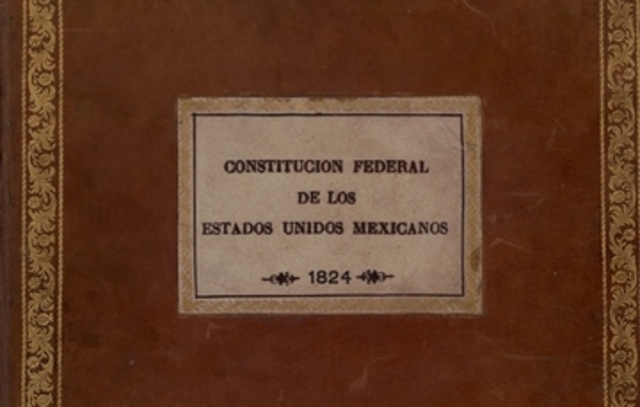 CONSTITUCION FEDERAL
DE LOS
ESTADOS UNIDOS MEXICANOS
1824